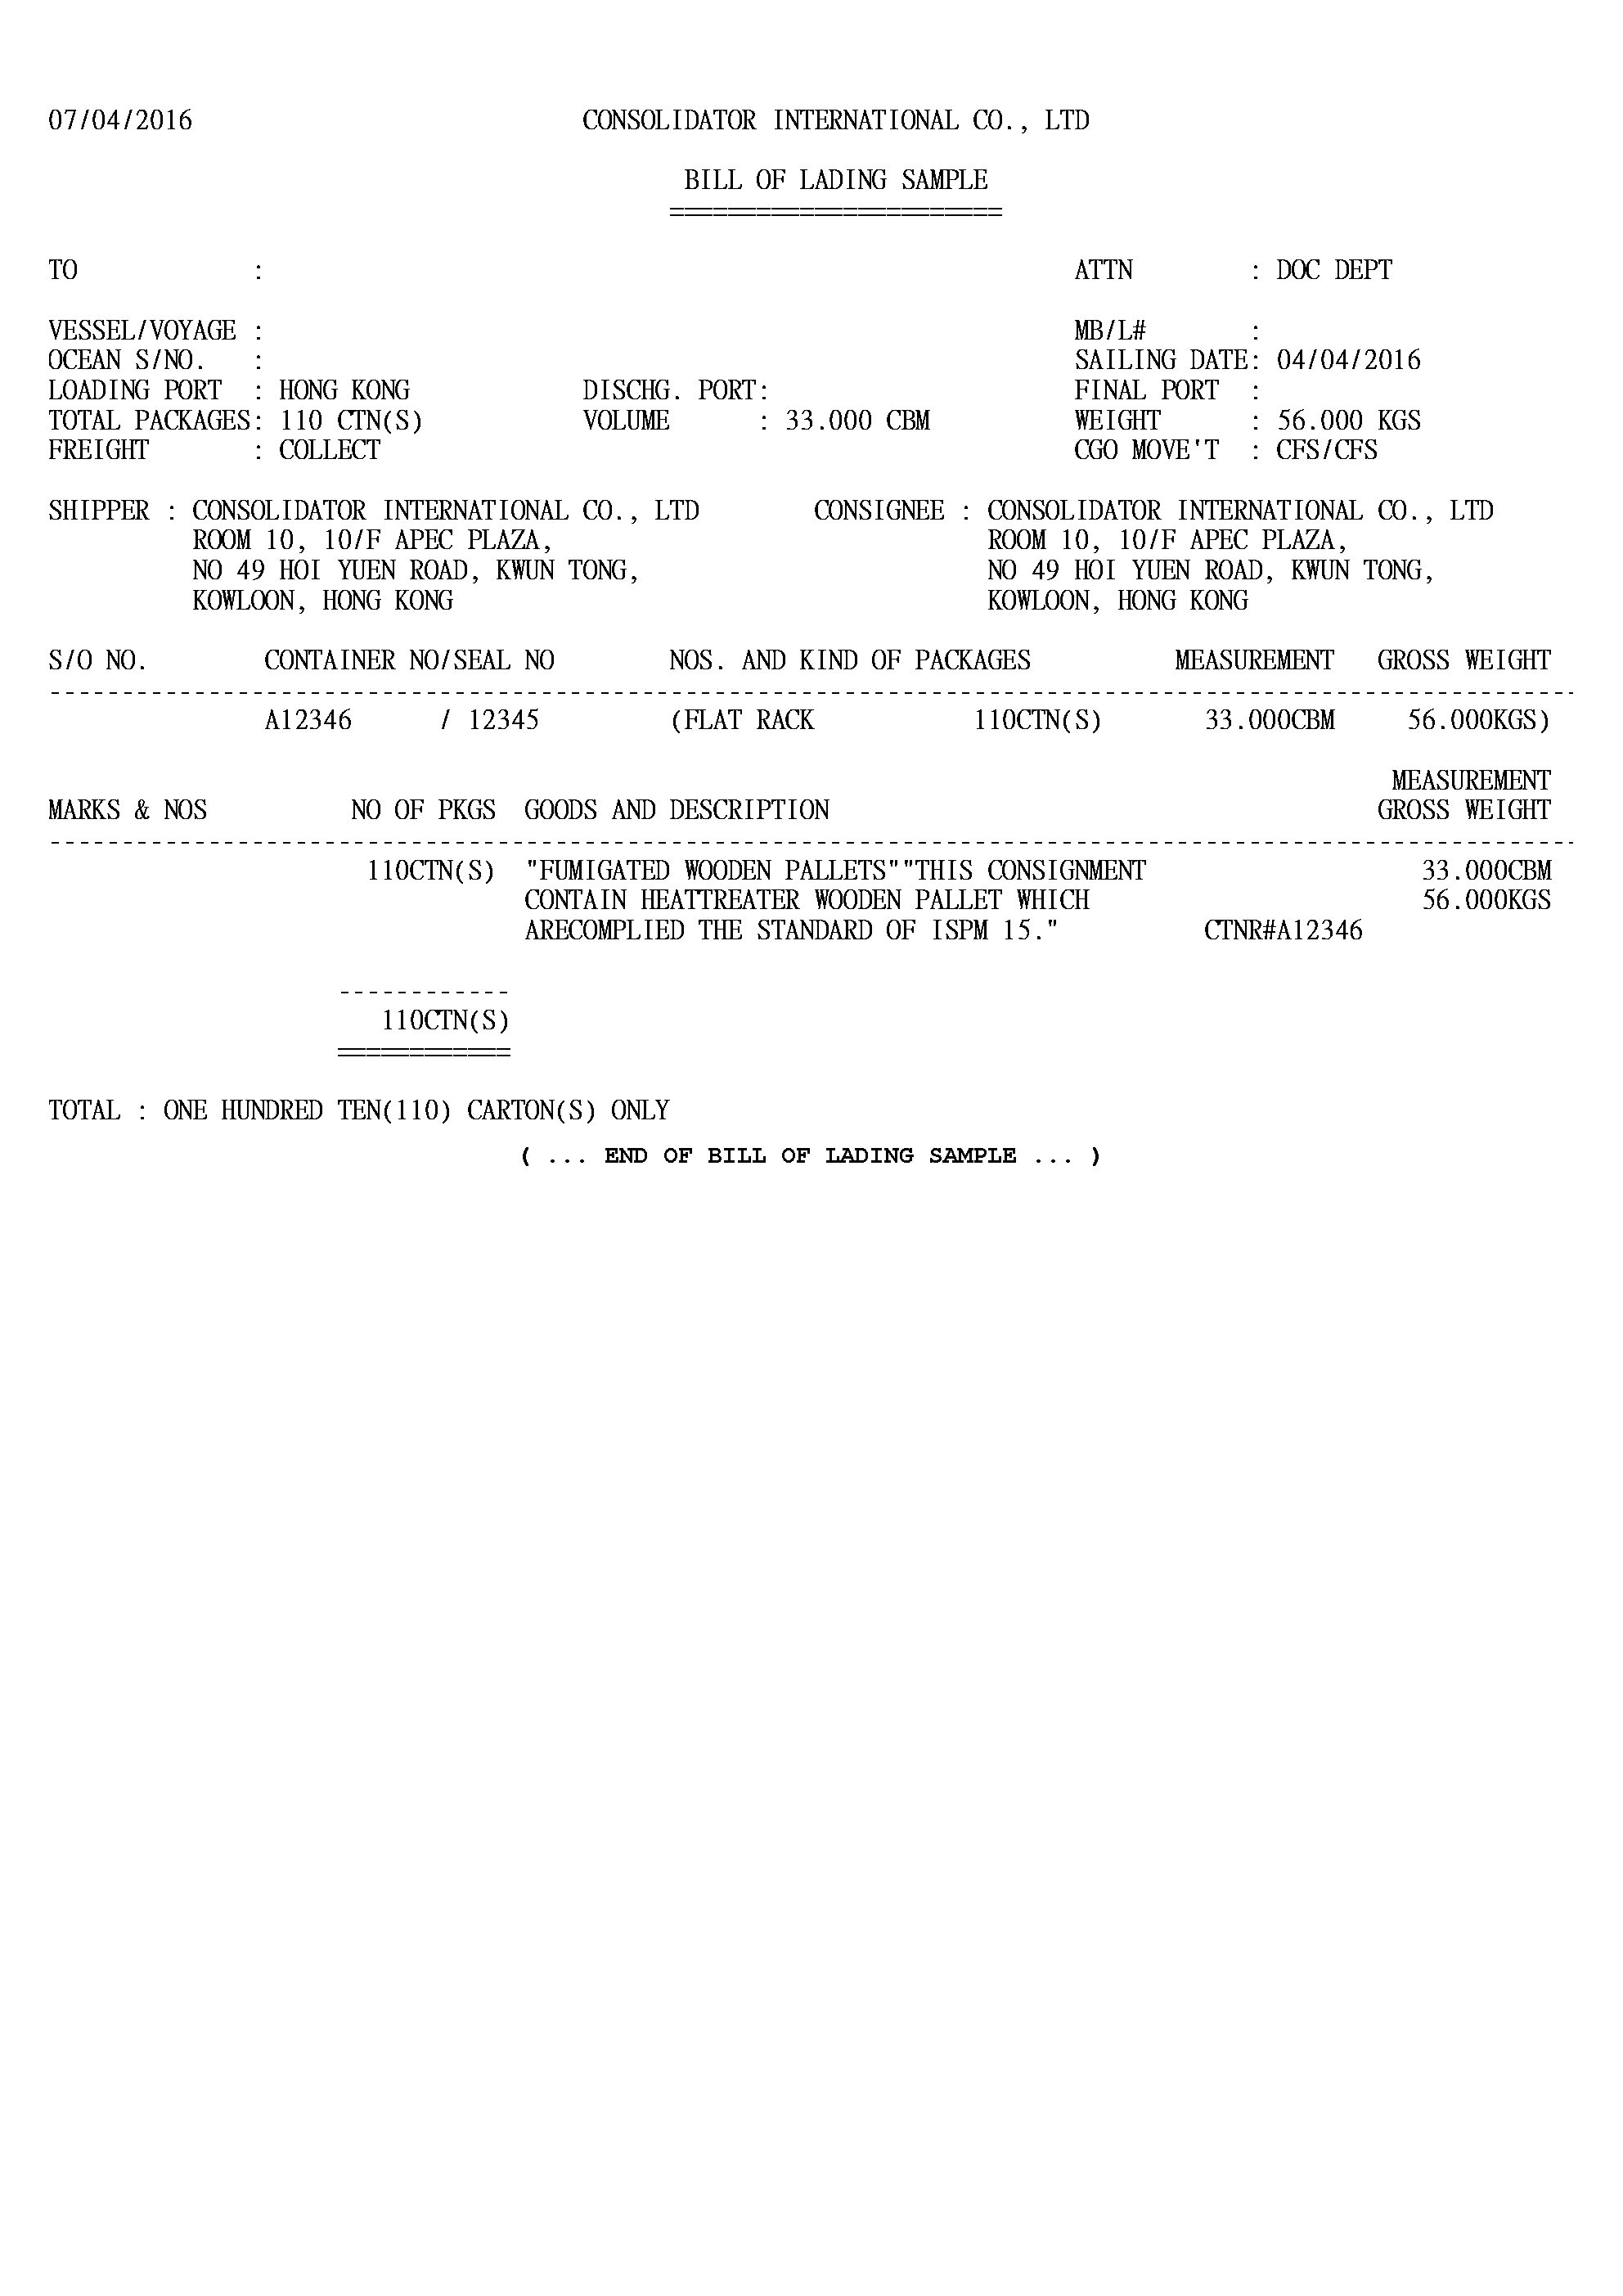 07/04/2016 CONSOLIDATOR INTERNATIONAL CO., LTD
BILL OF LADING SAMPLE
=======================
TO : ATTN : DOC DEPT
VESSEL/VOYAGE : MB/L# :
OCEAN S/NO. : SAILING DATE: 04/04/2016
LOADING PORT : HONG KONG DISCHG. PORT: FINAL PORT :
TOTAL PACKAGES: 110 CTN(S) VOLUME : 33.000 CBM WEIGHT : 56.000 KGS
FREIGHT : COLLECT CGO MOVE'T : CFS/CFS
SHIPPER : CONSOLIDATOR INTERNATIONAL CO., LTD CONSIGNEE : CONSOLIDATOR INTERNATIONAL CO., LTD
ROOM 10, 10/F APEC PLAZA, ROOM 10, 10/F APEC PLAZA,
NO 49 HOI YUEN ROAD, KWUN TONG, NO 49 HOI YUEN ROAD, KWUN TONG,
KOWLOON, HONG KONG KOWLOON, HONG KONG
S/O NO. CONTAINER NO/SEAL NO NOS. AND KIND OF PACKAGES MEASUREMENT GROSS WEIGHT
A12346 / 12345 (FLAT RACK 110CTN(S) 33.000CBM 56.000KGS)
MEASUREMENT
MARKS & NOS NO OF PKGS GOODS AND DESCRIPTION GROSS WEIGHT
110CTN(S) "FUMIGATED WOODEN PALLETS""THIS CONSIGNMENT 33.000CBM
CONTAIN HEATTREATER WOODEN PALLET WHICH 56.000KGS
ARECOMPLIED THE STANDARD OF ISPM 15." CTNR#A12346
------------
110CTN(S)
============
TOTAL : ONE HUNDRED TEN(110) CARTON(S) ONLY
( ... END OF BILL OF LADING SAMPLE ... )